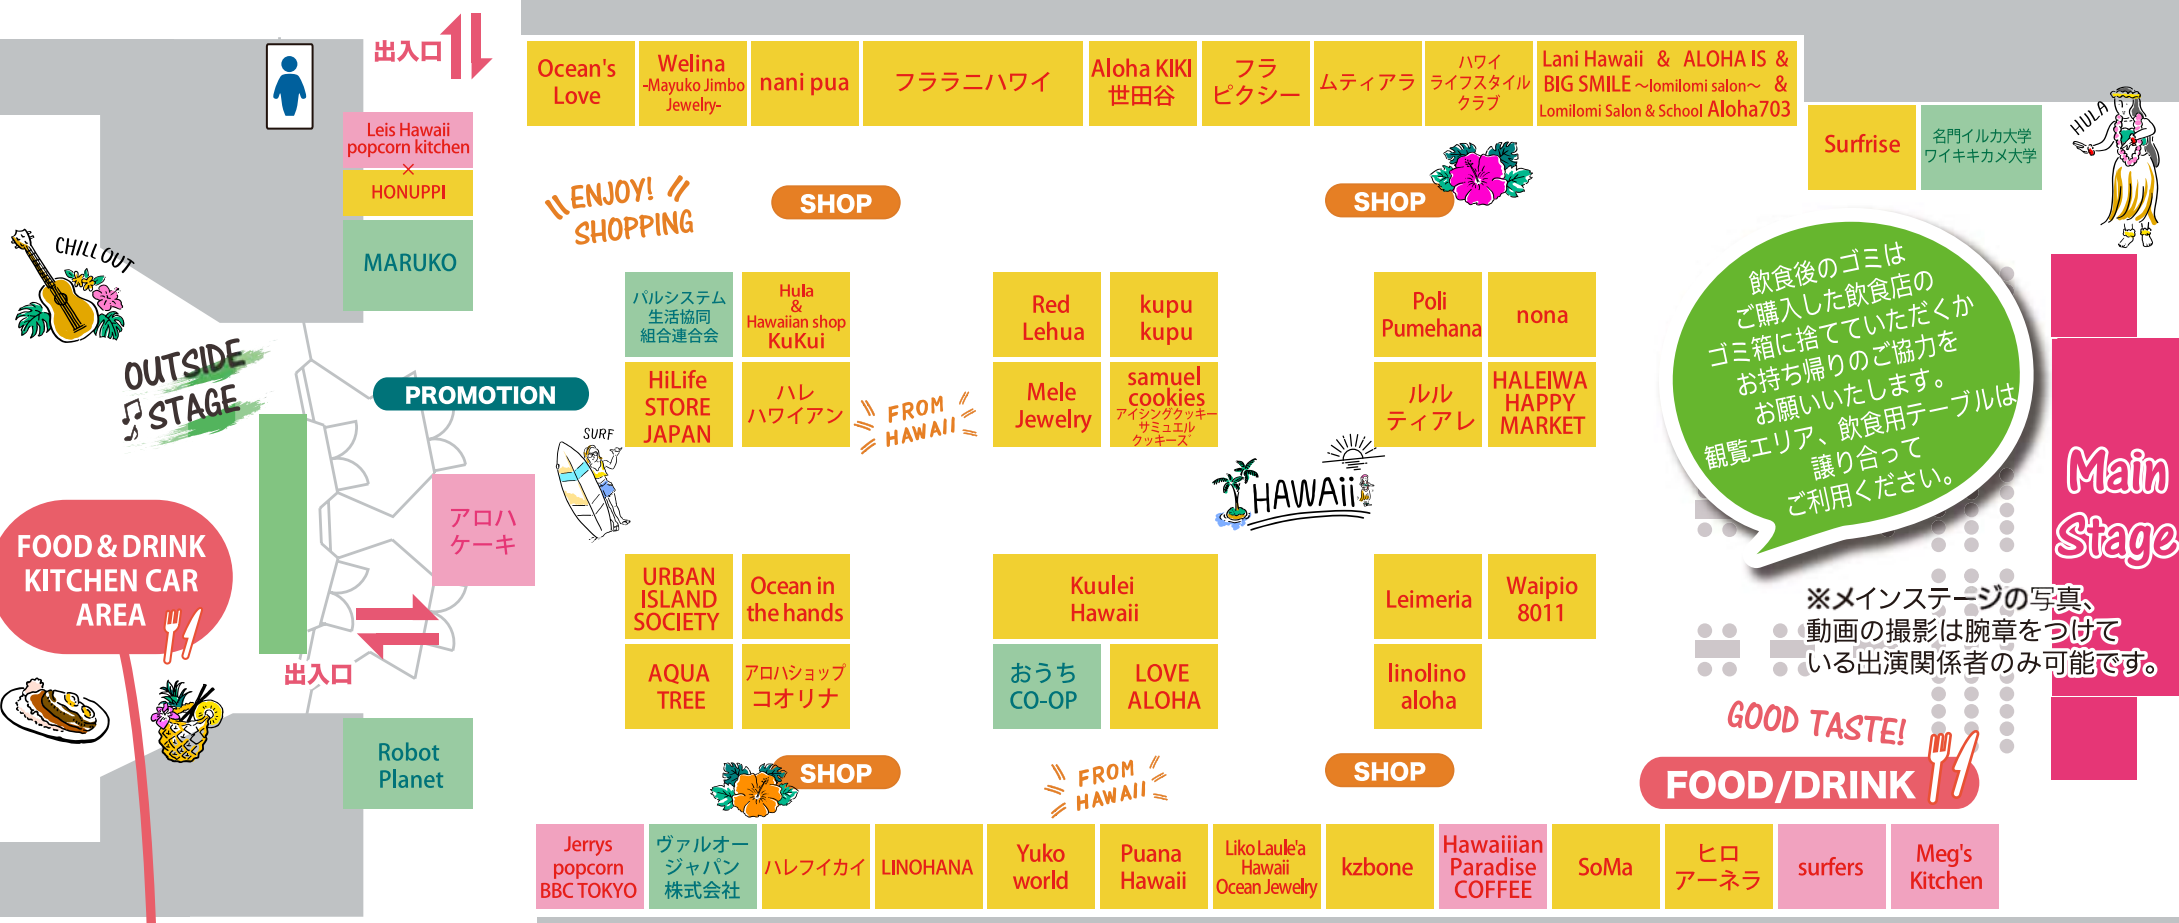 出入口
Ocean's
Love
Welina
-Mayuko Jimbo
Jewelry-
nani pua
フララニハワイ
Aloha KIKI
世田谷
フラ
ピクシー
ムティアラ
ハワイ
ライフスタイル
クラブ
Lani Hawaii & ALOHA IS &
BIG SMILE ～lomilomi salon～ &
Lomilomi Salon & School Aloha703
Surfrise
名門イルカ大学
ワイキキカメ大学
HULA
Leis Hawaii
popcorn kitchen
×
HONUPPI
MARUKO
ENJOY!
SHOPPING
SHOP
SHOP
CHILL OUT
OUTSIDE
STAGE
PROMOTION
パルシステム
生活協同
組合連合会
Hula
&
Hawaiian shop
KuKui
Red
Lehua
kupu
kupu
Poli
Pumehana
nona
HiLife
STORE
JAPAN
ハレ
ハワイアン
FROM
HAWAII
Mele
Jewelry
samuel
cookies
アイシングクッキー
サミュエル
クッキーズ
ルル
ティアレ
HALEIWA
HAPPY
MARKET
飲食後のゴミは
ご購入した飲食店の
ゴミ箱に捨てていただくか
お持ち帰りのご協力を
お願いいたします。
観覧エリア、飲食用テーブルは
譲り合って
ご利用ください。
Main
Stage
SURF
HAWAii
アロハ
ケーキ
FOOD & DRINK
KITCHEN CAR
AREA
出入口
URBAN
ISLAND
SOCIETY
Ocean in
the hands
Kuulei
Hawaii
Leimeria
Waipio
8011
※メインステージの写真、
動画の撮影は腕章をつけて
いる出演関係者のみ可能です。
AQUA
TREE
アロハショップ
コオリナ
おうち
CO-OP
LOVE
ALOHA
linolino
aloha
Robot
Planet
SHOP
FROM
HAWAII
SHOP
GOOD TASTE!
FOOD/DRINK
Jerrys
popcorn
BBC TOKYO
ヴァルオー
ジャパン
株式会社
ハレフイカイ
LINOHANA
Yuko
world
Puana
Hawaii
Liko Laule'a
Hawaii
Ocean Jewelry
kzbone
Hawaiiian
Paradise
COFFEE
SoMa
ヒロ
アーネラ
surfers
Meg's
Kitchen